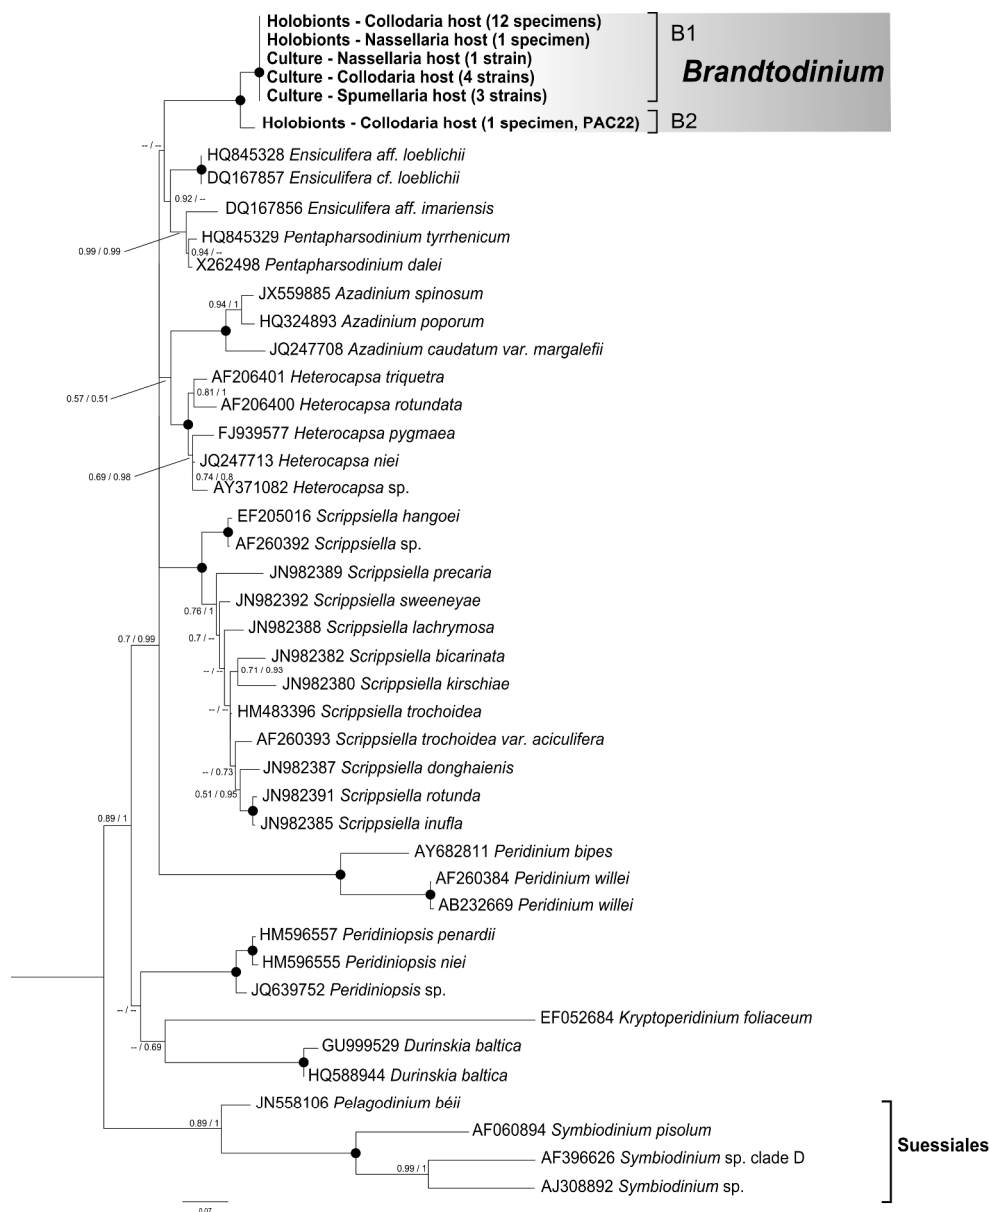 Holobionts - Collodaria host (12 specimens)
Holobionts - Nassellaria host (1 specimen)
B1
Culture - Nassellaria host (1 strain)
Brandtodinium
Culture - Collodaria host (4 strains)
Culture - Spumellaria host (3 strains)
Holobionts - Collodaria host (1 specimen, PAC22)
B2
-- / --
HQ845328 Ensiculifera aff. loeblichii
DQ167857 Ensiculifera cf. loeblichii
0.92 / --
DQ167856 Ensiculifera aff. imariensis
HQ845329 Pentapharsodinium tyrrhenicum
0.99 / 0.99
0.94 / --
X262498 Pentapharsodinium dalei
JX559885 Azadinium spinosum
0.94 / 1
HQ324893 Azadinium poporum
JQ247708 Azadinium caudatum var. margalefii
AF206401 Heterocapsa triquetra
0.81 / 1
0.57 / 0.51
AF206400 Heterocapsa rotundata
FJ939577 Heterocapsa pygmaea
JQ247713 Heterocapsa niei
0.69 / 0.98
0.74 / 0.8
AY371082 Heterocapsa sp.
EF205016 Scrippsiella hangoei
AF260392 Scrippsiella sp.
JN982389 Scrippsiella precaria
JN982392 Scrippsiella sweeneyae
0.76 / 1
JN982388 Scrippsiella lachrymosa
0.7 / --
0.7 / 0.99
JN982382 Scrippsiella bicarinata
-- / --
0.71 / 0.93
JN982380 Scrippsiella kirschiae
-- / --
HM483396 Scrippsiella trochoidea
AF260393 Scrippsiella trochoidea var. aciculifera
JN982387 Scrippsiella donghaienis
-- / 0.73
0.51 / 0.95
JN982391 Scrippsiella rotunda
0.89 / 1
JN982385 Scrippsiella inufla
AY682811 Peridinium bipes
AF260384 Peridinium willei
AB232669 Peridinium willei
HM596557 Peridiniopsis penardii
HM596555 Peridiniopsis niei
JQ639752 Peridiniopsis sp.
-- / --
EF052684 Kryptoperidinium foliaceum
-- / 0.69
GU999529 Durinskia baltica
HQ588944 Durinskia baltica
JN558106 Pelagodinium béii
0.89 / 1
AF060894 Symbiodinium pisolum
Suessiales
AF396626 Symbiodinium sp. clade D
0.99 / 1
AJ308892 Symbiodinium sp.
0.07